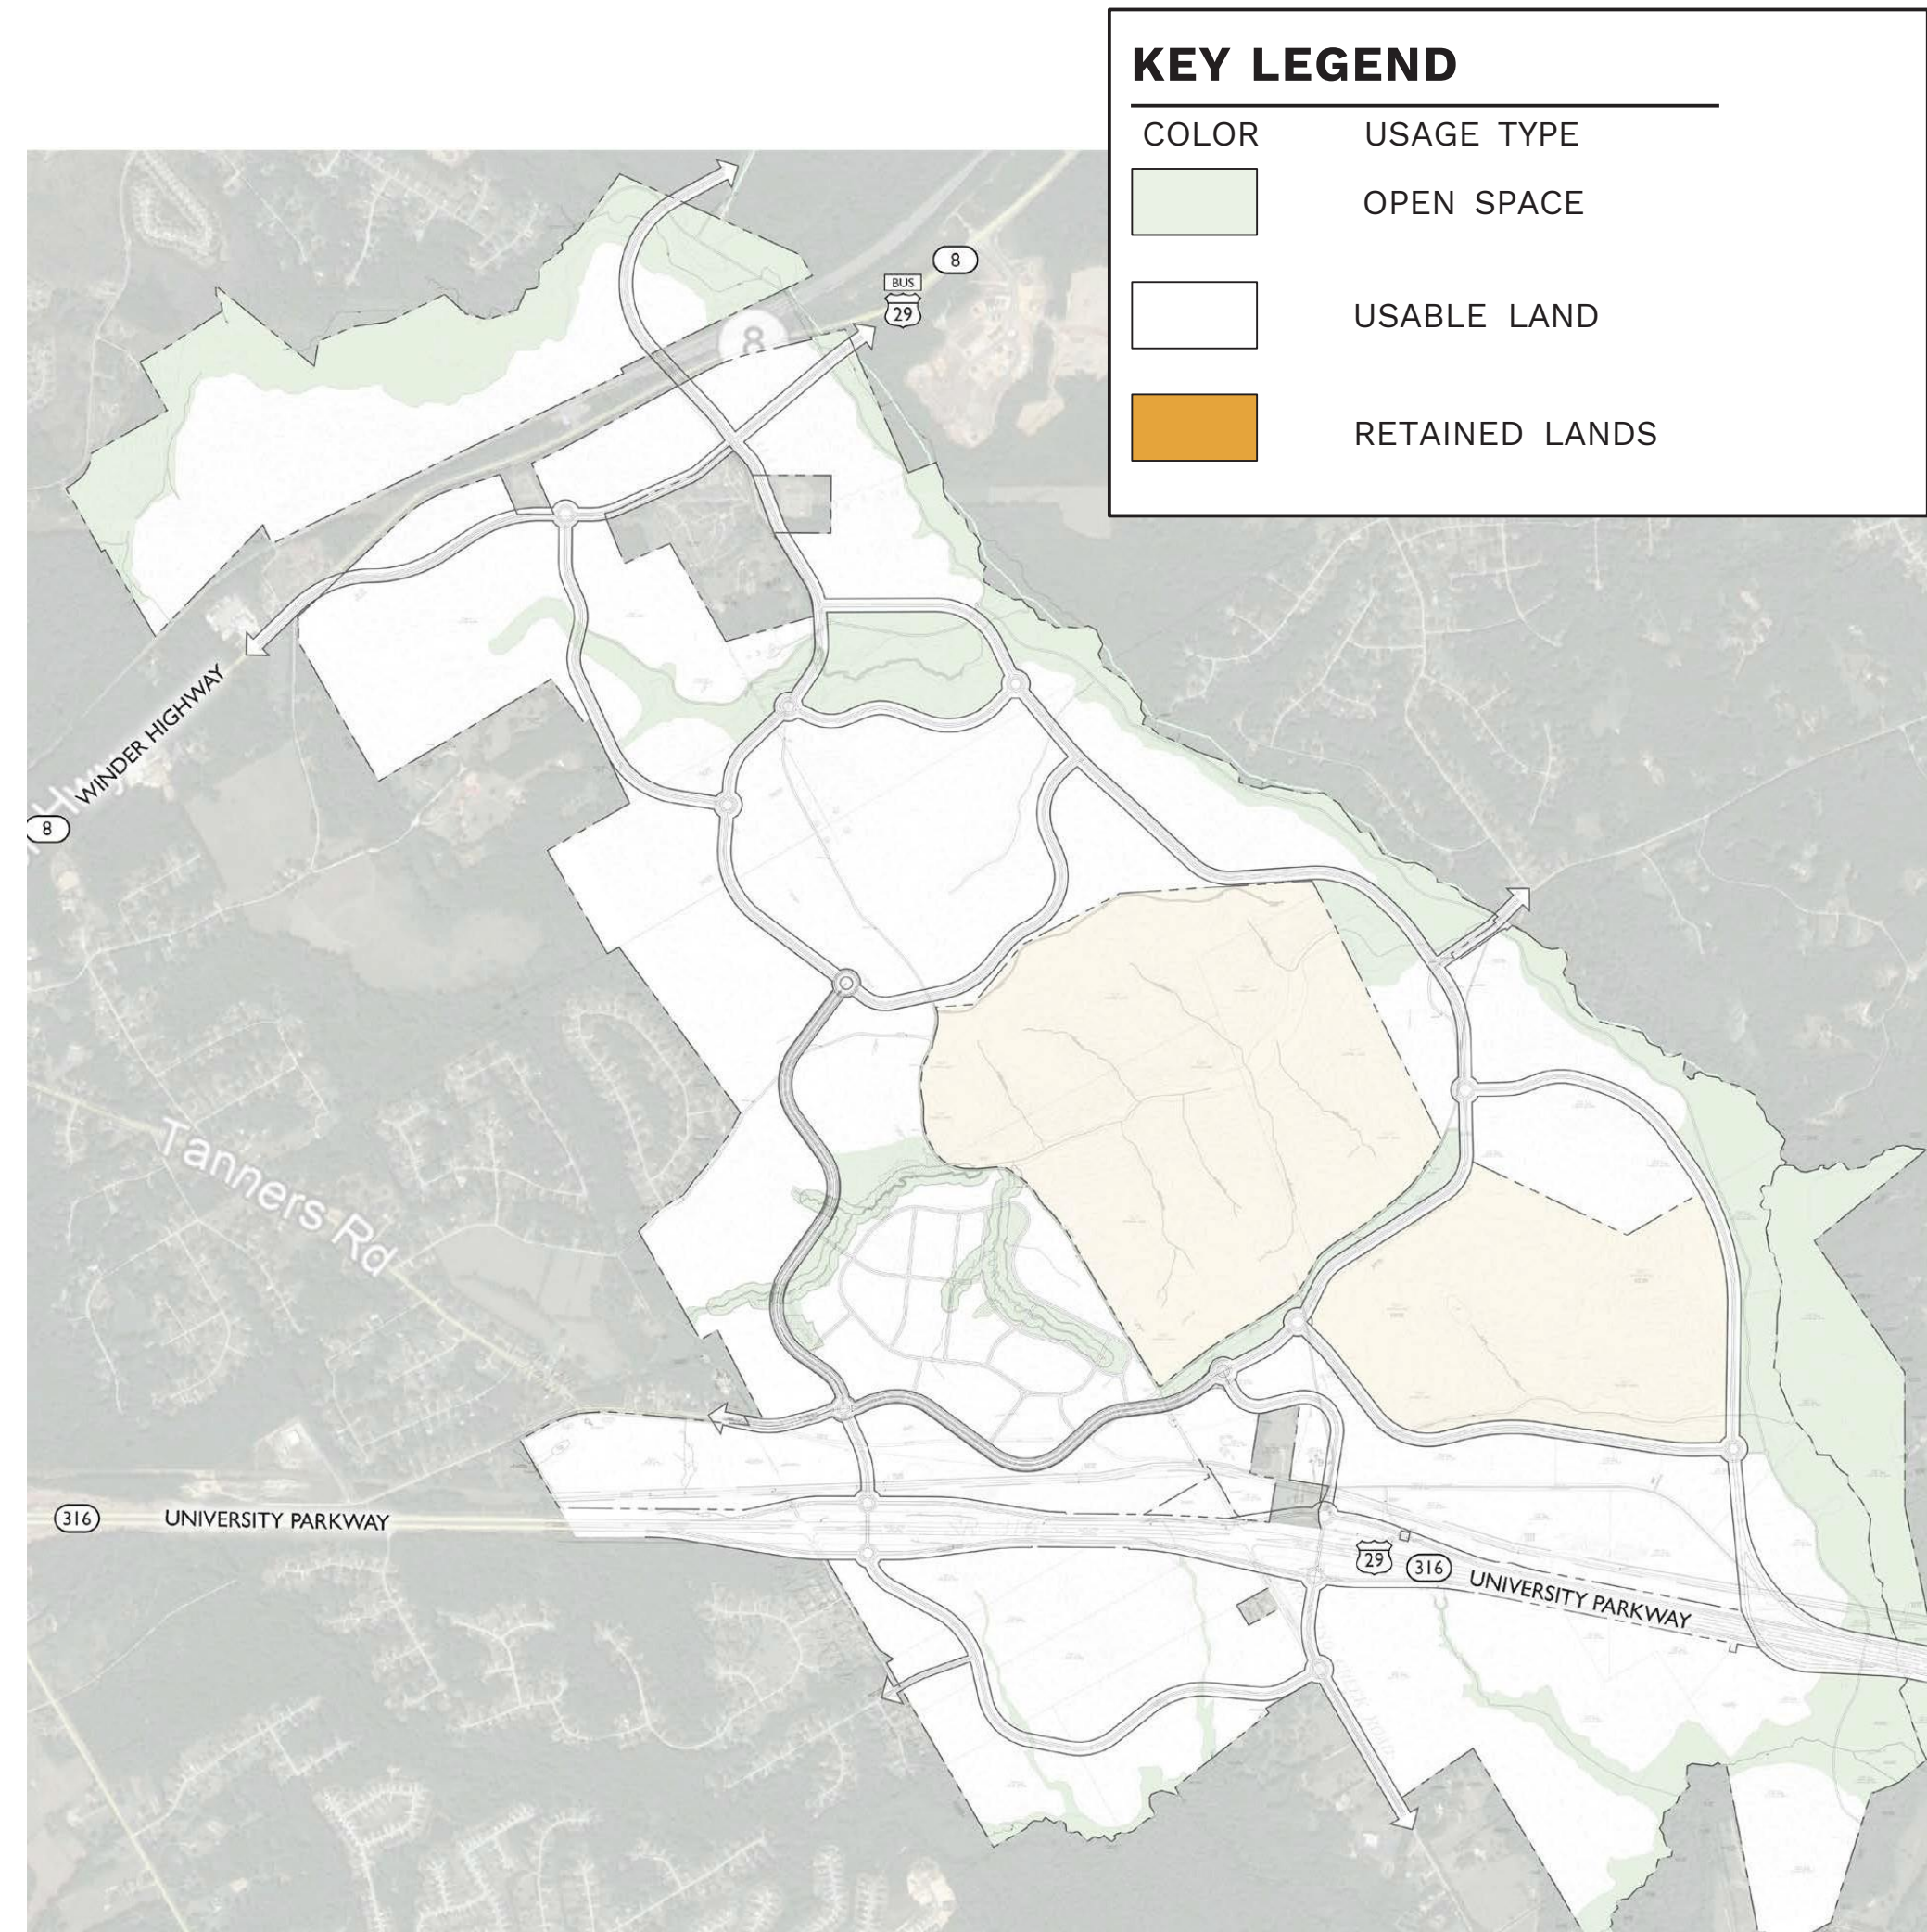 KEY LEGEND
COLOR USAGE TYPE
OPEN SPACE
USABLE LAND
RETAINED LANDS
8
BUS
29
8
WINDER HIGHWAY
8
Tanners Rd
316
UNIVERSITY PARKWAY
29
316
UNIVERSITY PARKWAY